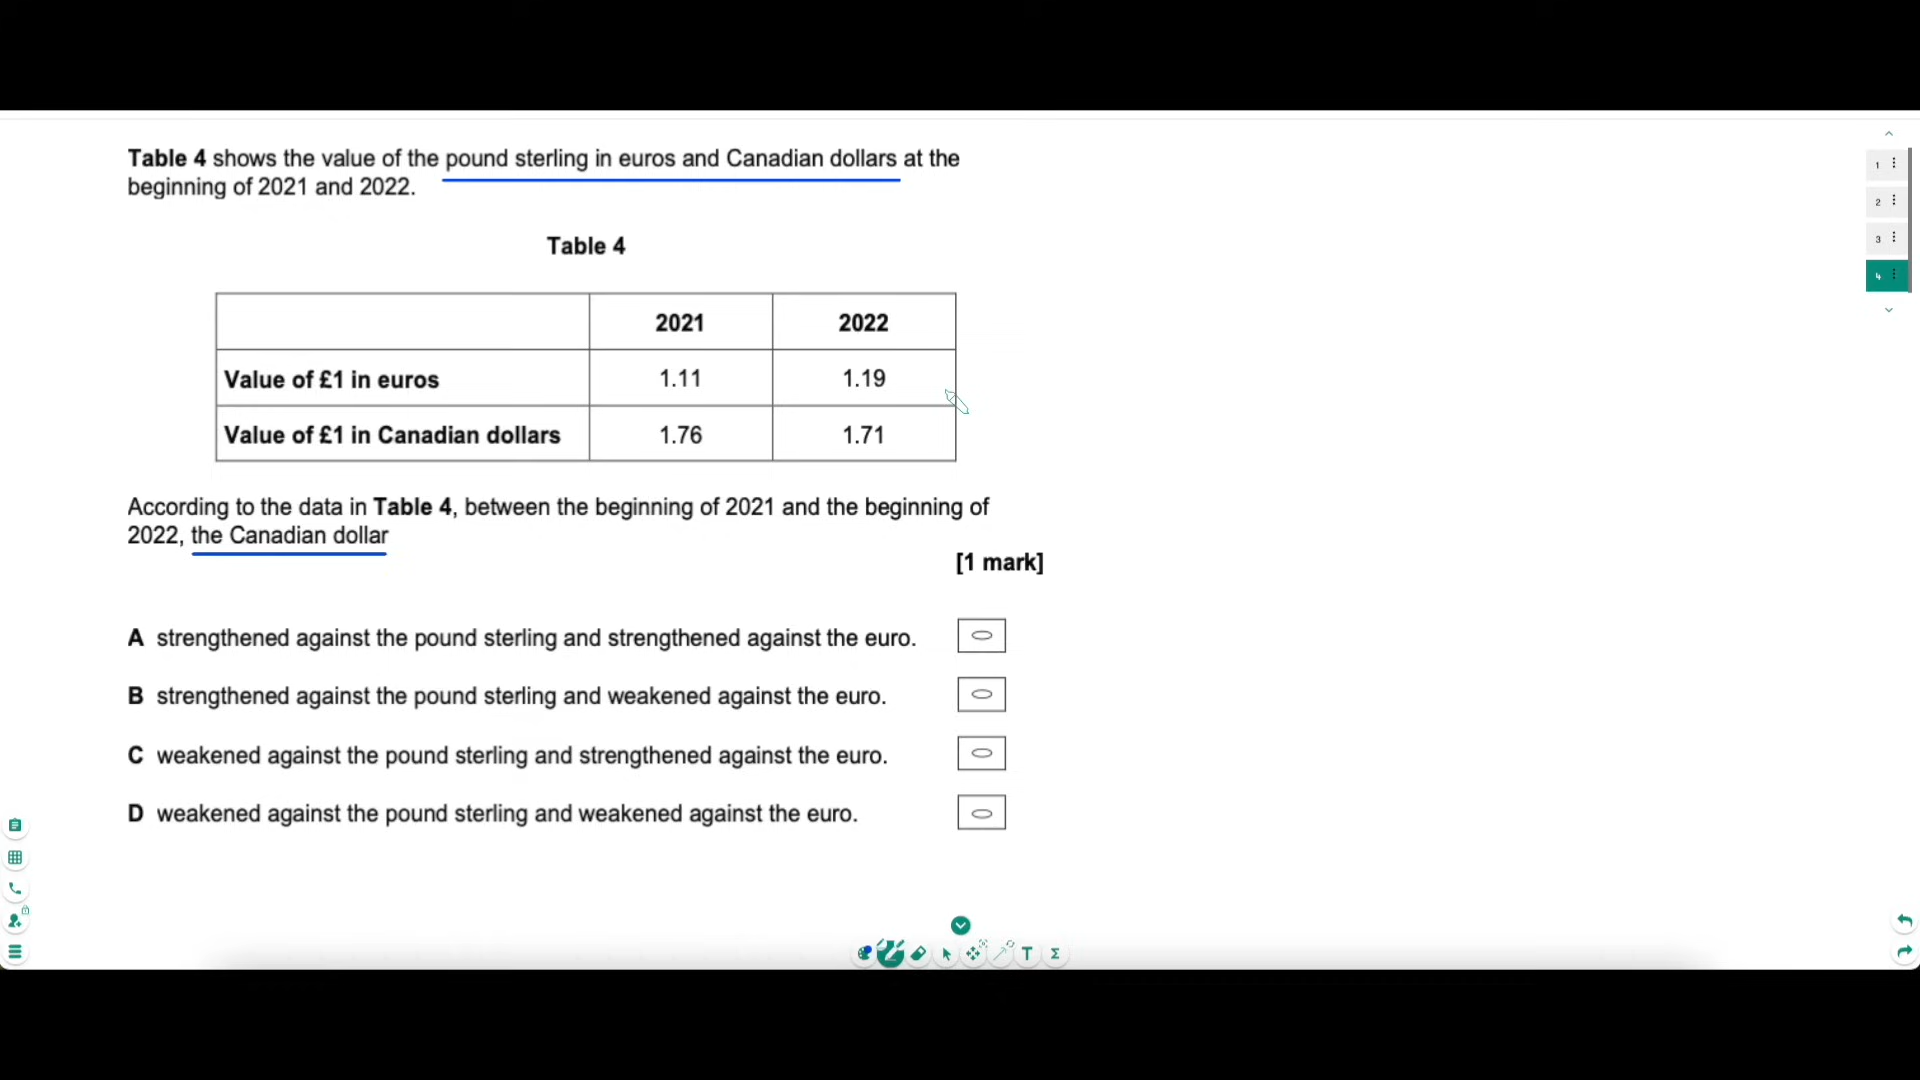 Table 4 shows the value of the pound sterling in euros and Canadian dollars at the
beginning of 2021 and 2022.
Table 4
2021 2022
Value of £1 in euros 1.11 1.19
Value of £1 in Canadian dollars 1.76 1.71
According to the data in Table 4, between the beginning of 2021 and the beginning of
2022, the Canadian dollar
[1 mark]
A strengthened against the pound sterling and strengthened against the euro.
B strengthened against the pound sterling and weakened against the euro.
C weakened against the pound sterling and strengthened against the euro.
D weakened against the pound sterling and weakened against the euro.
1
2
3
4
T Σ